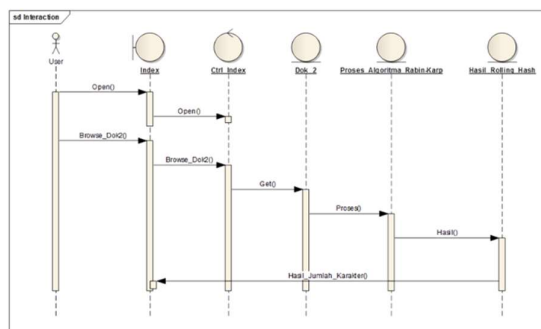 sd Interaction
User
Index
Ctrl_Index
Dok_2
Proses_Algoritma_Rabin-Karp
Hasil_Rolling_Hash
Open()
Open()
Browse_Dok2()
Browse_Dok2()
Get()
Proses()
Hasil()
Hasil_Jumlah_Karakter()